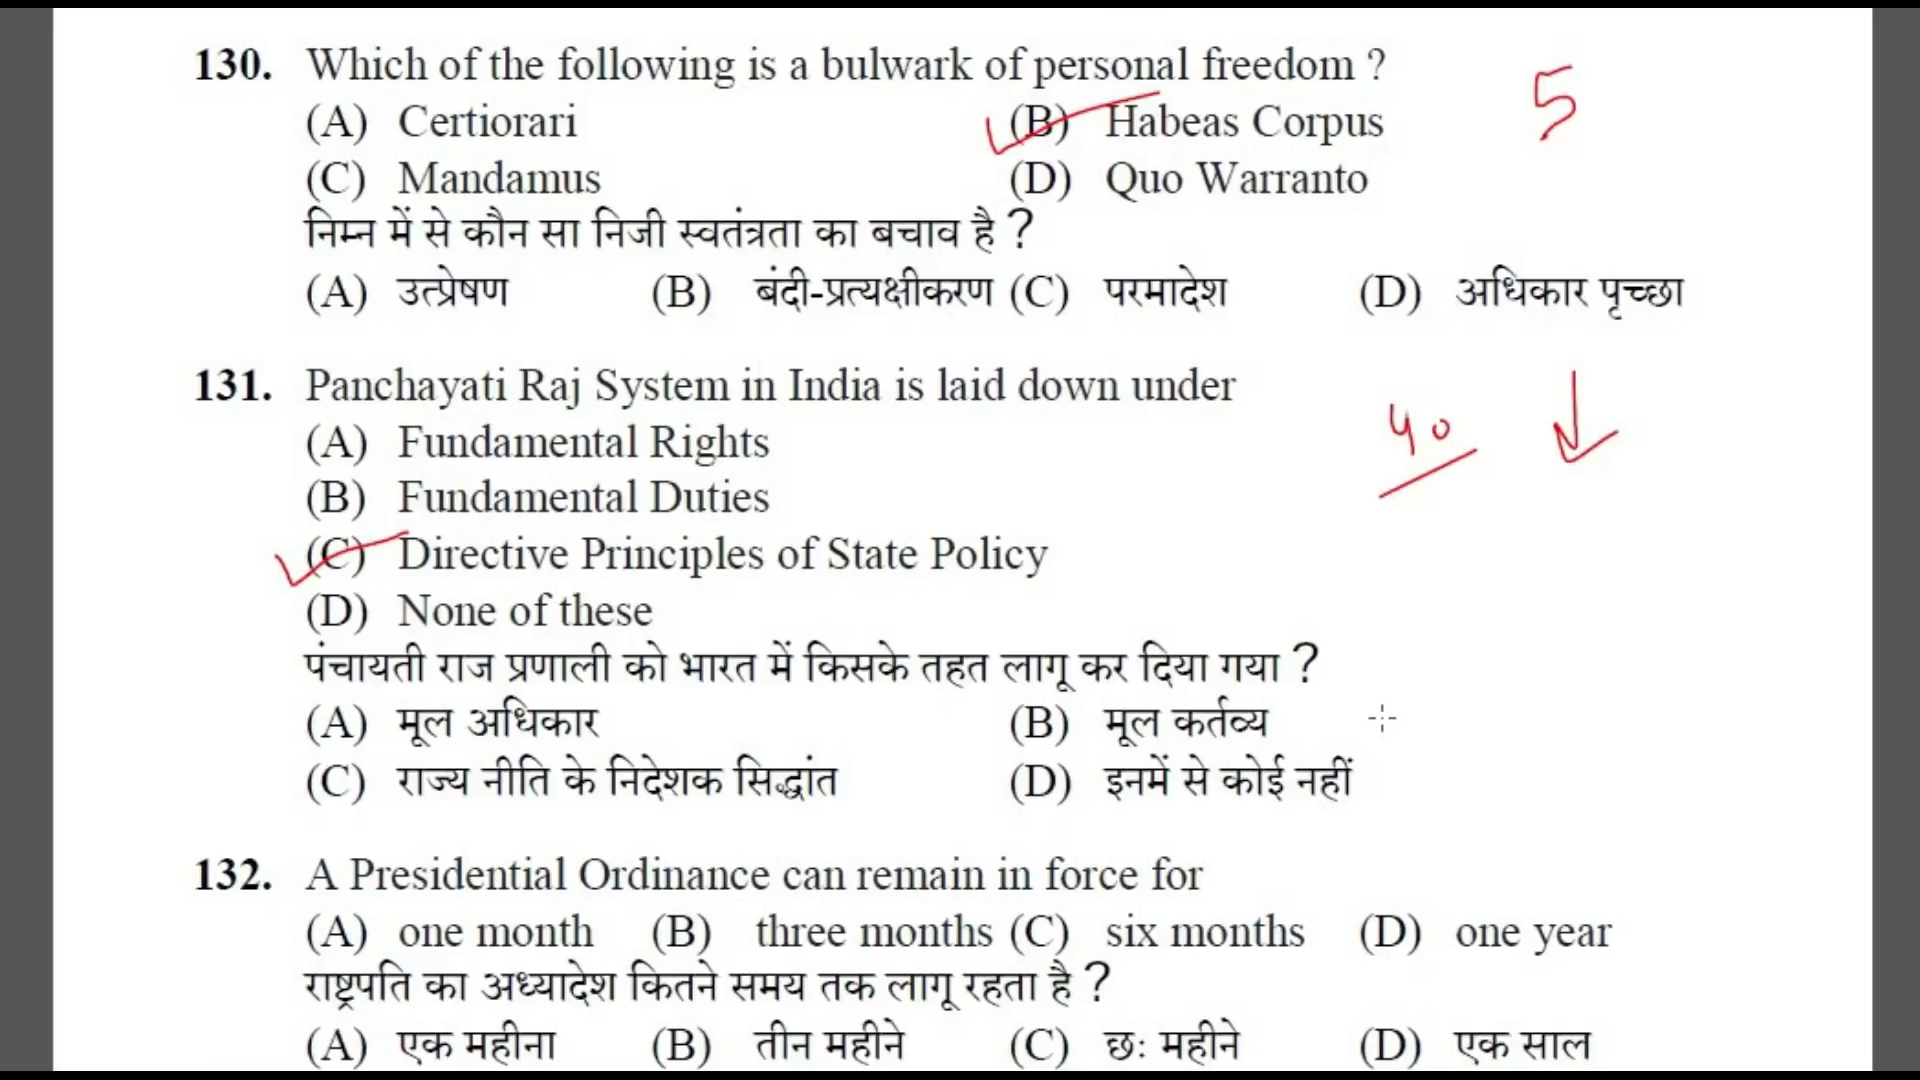 130. Which of the following is a bulwark of personal freedom ? 5
(A) Certiorari (B) Habeas Corpus
(C) Mandamus (D) Quo Warranto
निम्न में से कौन सा निजी स्वतंत्रता का बचाव है ?
(A) उत्प्रेषण (B) बंदी-प्रत्यक्षीकरण (C) परमादेश (D) अधिकार पृच्छा
131. Panchayati Raj System in India is laid down under
(A) Fundamental Rights 40
(B) Fundamental Duties
(C) Directive Principles of State Policy
(D) None of these
पंचायती राज प्रणाली को भारत में किसके तहत लागू कर दिया गया ?
(A) मूल अधिकार (B) मूल कर्तव्य
(C) राज्य नीति के निदेशक सिद्धांत (D) इनमें से कोई नहीं
132. A Presidential Ordinance can remain in force for
(A) one month (B) three months (C) six months (D) one year
राष्ट्रपति का अध्यादेश कितने समय तक लागू रहता है ?
(A) एक महीना (B) तीन महीने (C) छः महीने (D) एक साल